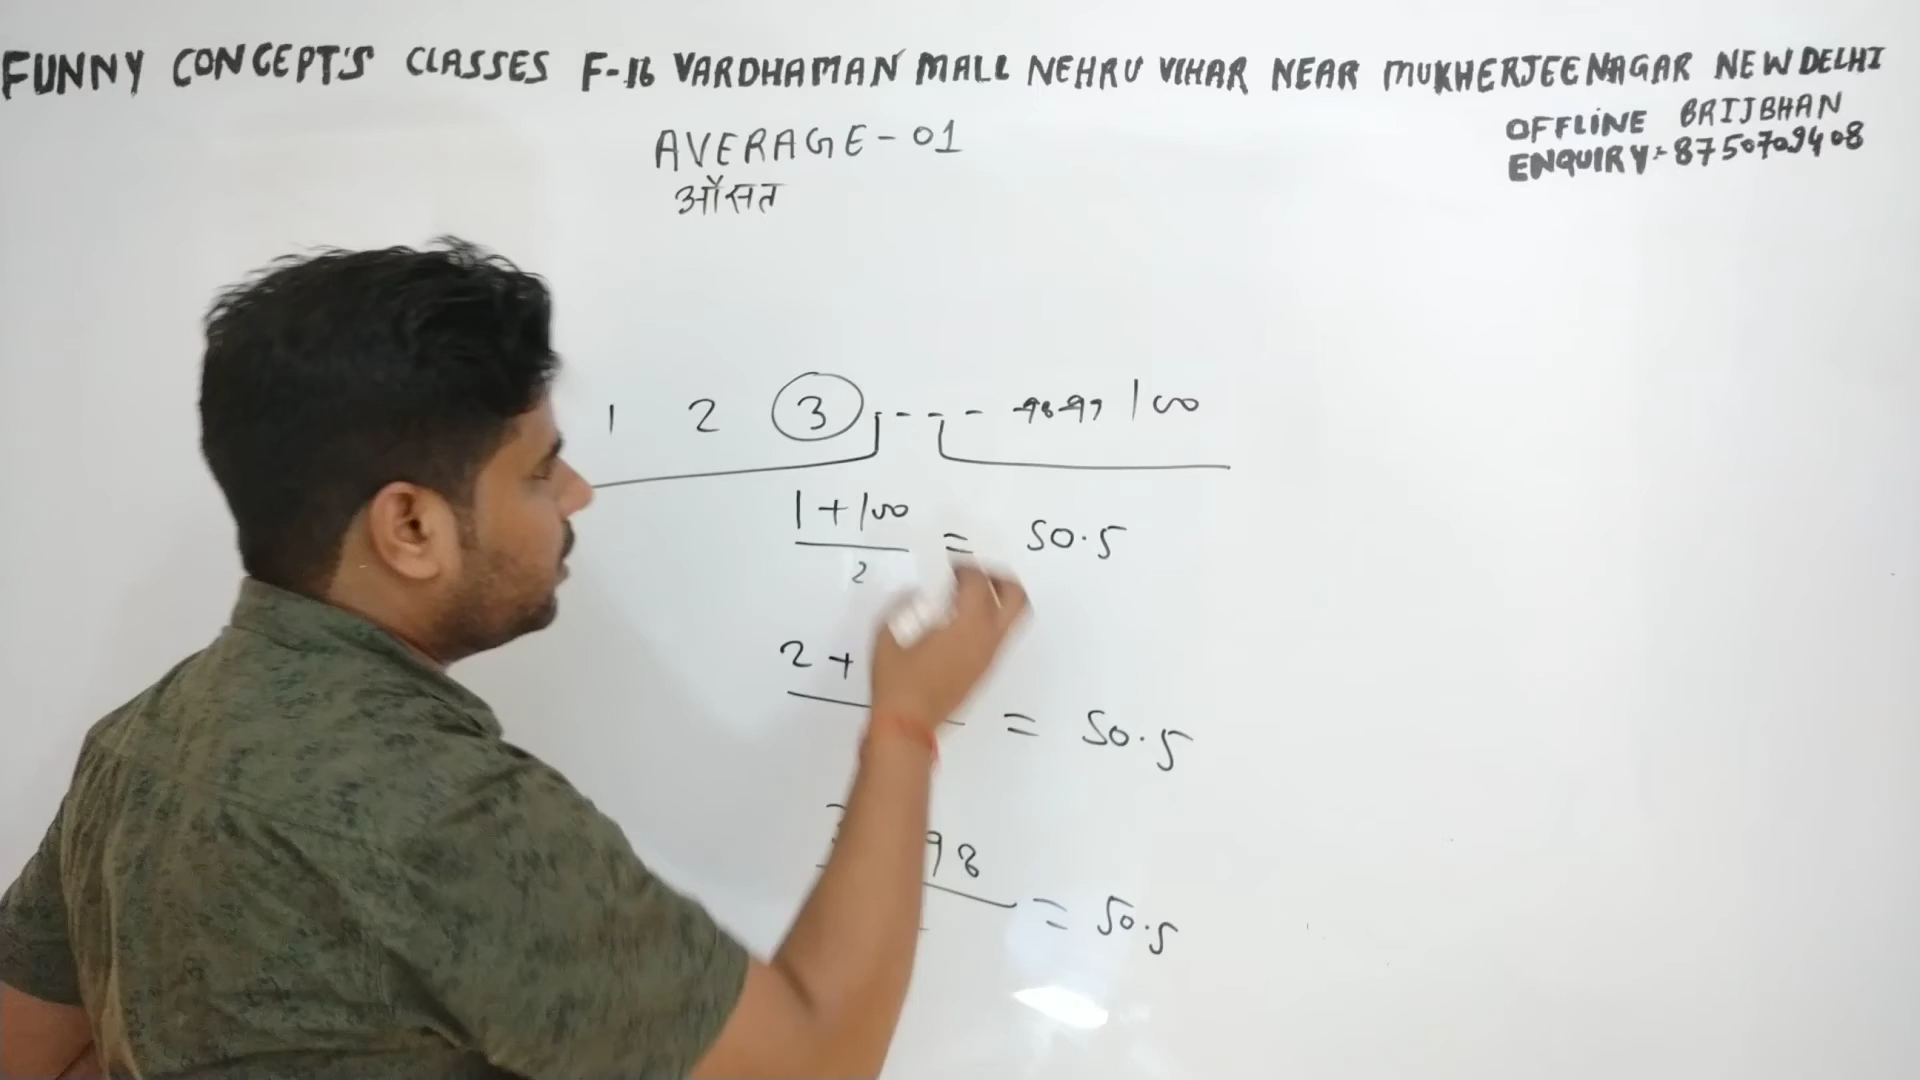 FUNNY CONCEPT'S CLASSES F-16 VARDHAMAN MALL NEHRU VIHAR NEAR MUKHERJEE NAGAR NEW DELHI
OFFLINE BRIJBHAN
ENQUIRY:- 8750709408
AVERAGE-01
औसत
1 2 3, - - - 98 99 100
1+100
2
= 50.5
2+
= 50.5
98
= 50.5